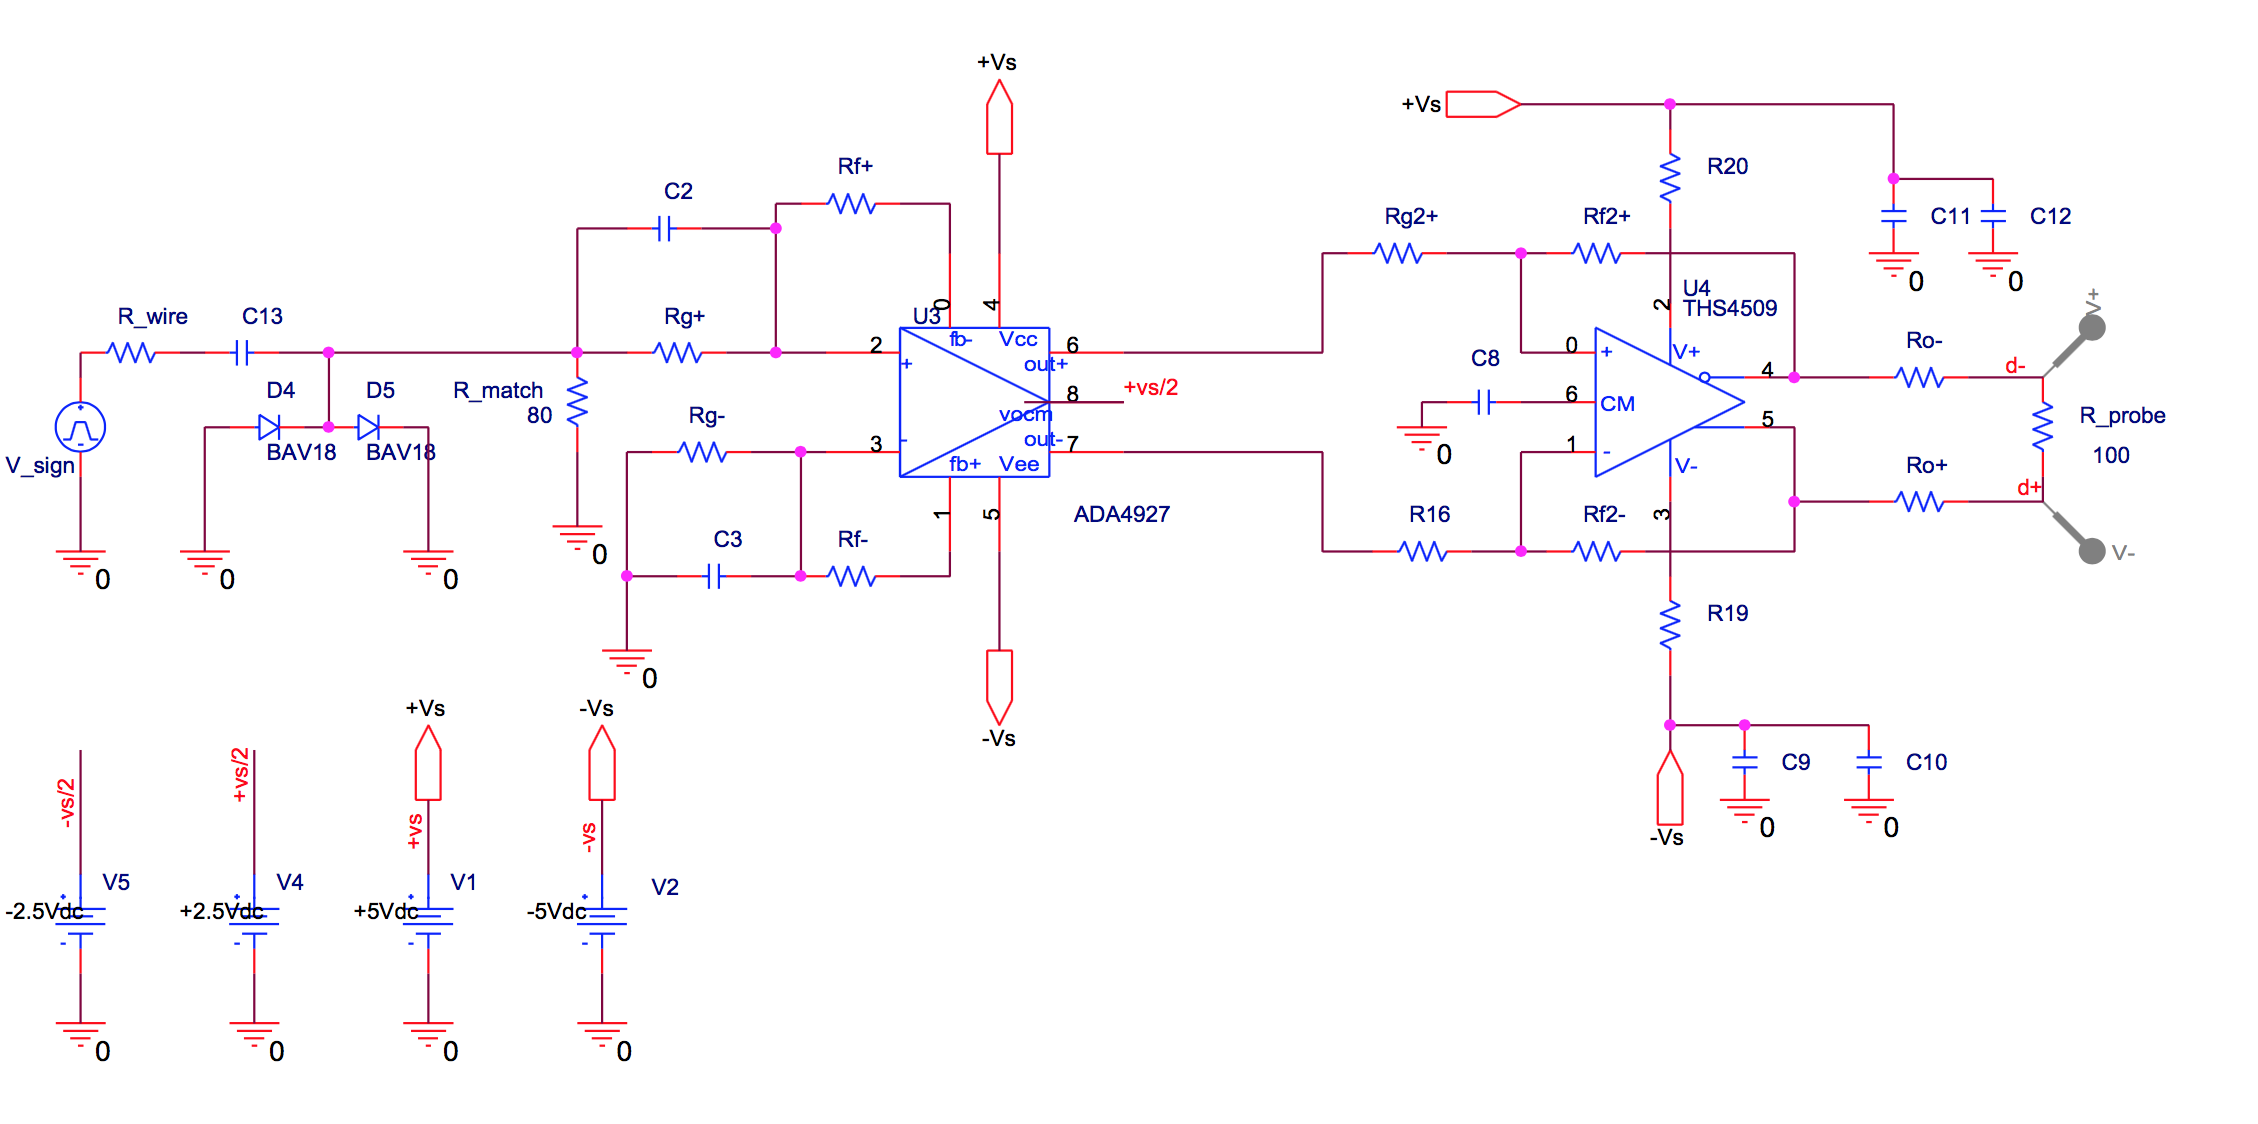 +Vs
+Vs
R20
Rf+
C2
Rg2+
Rf2+
C11
C12
0
0
R_wire
C13
Rg+
U3
0
4
fb-
Vcc
2
6
+
out+
8
+vs/2
vocm
out-
3
7
-
fb+
Vee
1
5
ADA4927
U4
THS4509
2
V+
0
+
C8
6
CM
0
1
-
V-
3
4
5
Ro-
d-
V+
R_probe
100
Ro+
d+
V-
D4
D5
BAV18
BAV18
R_match
80
Rg-
+
-
V_sign
0
0
0
0
C3
Rf-
0
R16
Rf2-
R19
-Vs
+Vs
-Vs
C9
C10
0
0
-Vs
-vs/2
+vs/2
+vs
-vs
V5
V4
V1
V2
+
+
+
+
-2.5Vdc
+2.5Vdc
+5Vdc
-5Vdc
-
-
-
-
0
0
0
0